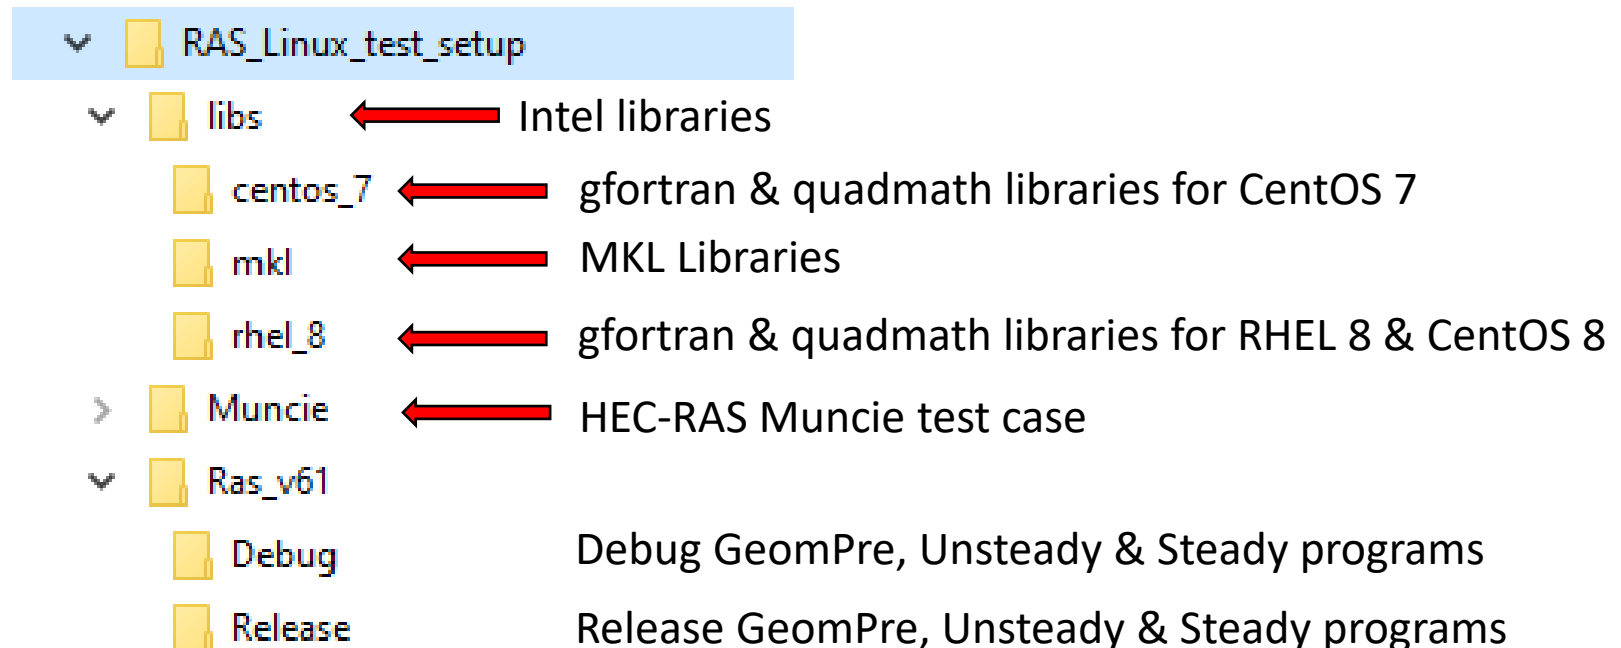 RAS_Linux_test_setup
libs Intel libraries
centos_7 gfortran & quadmath libraries for CentOS 7
mkl MKL Libraries
rhel_8 gfortran & quadmath libraries for RHEL 8 & CentOS 8
Muncie HEC-RAS Muncie test case
Ras_v61
Debug Debug GeomPre, Unsteady & Steady programs
Release Release GeomPre, Unsteady & Steady programs